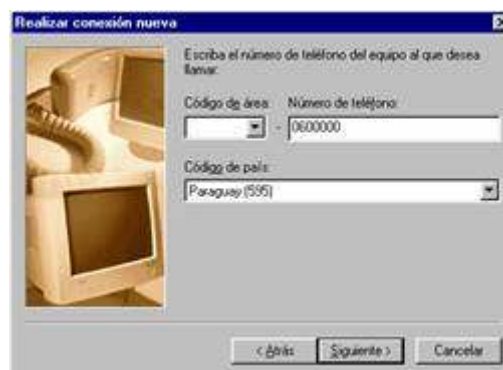 Realizar conexión nueva
Escriba el número de teléfono del equipo al que desea
llamar:
Código de área: Número de teléfono:
- 0600000
Código de país:
Paraguay (595)
< Atrás Siguiente > Cancelar